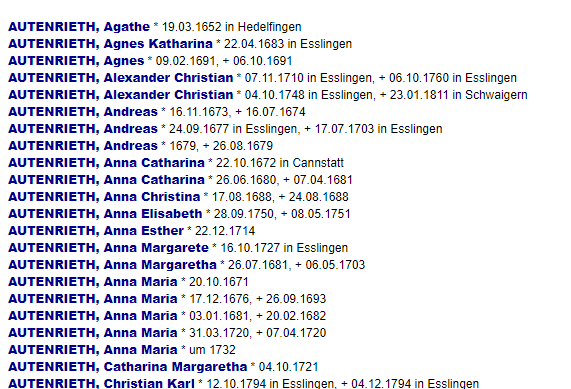 AUTENRIETH, Agathe * 19.03.1652 in Hedelfingen
AUTENRIETH, Agnes Katharina * 22.04.1683 in Esslingen
AUTENRIETH, Agnes * 09.02.1691, + 06.10.1691
AUTENRIETH, Alexander Christian * 07.11.1710 in Esslingen, + 06.10.1760 in Esslingen
AUTENRIETH, Alexander Christian * 04.10.1748 in Esslingen, + 23.01.1811 in Schwaigern
AUTENRIETH, Andreas * 16.11.1673, + 16.07.1674
AUTENRIETH, Andreas * 24.09.1677 in Esslingen, + 17.07.1703 in Esslingen
AUTENRIETH, Andreas * 1679, + 26.08.1679
AUTENRIETH, Anna Catharina * 22.10.1672 in Cannstatt
AUTENRIETH, Anna Catharina * 26.06.1680, + 07.04.1681
AUTENRIETH, Anna Christina * 17.08.1688, + 24.08.1688
AUTENRIETH, Anna Elisabeth * 28.09.1750, + 08.05.1751
AUTENRIETH, Anna Esther * 22.12.1714
AUTENRIETH, Anna Margarete * 16.10.1727 in Esslingen
AUTENRIETH, Anna Margaretha * 26.07.1681, + 06.05.1703
AUTENRIETH, Anna Maria * 20.10.1671
AUTENRIETH, Anna Maria * 17.12.1676, + 26.09.1693
AUTENRIETH, Anna Maria * 03.01.1681, + 20.02.1682
AUTENRIETH, Anna Maria * 31.03.1720, + 07.04.1720
AUTENRIETH, Anna Maria * um 1732
AUTENRIETH, Catharina Margaretha * 04.10.1721
AUTENRIETH, Christian Karl * 12.10.1794 in Esslingen, + 04.12.1794 in Esslingen